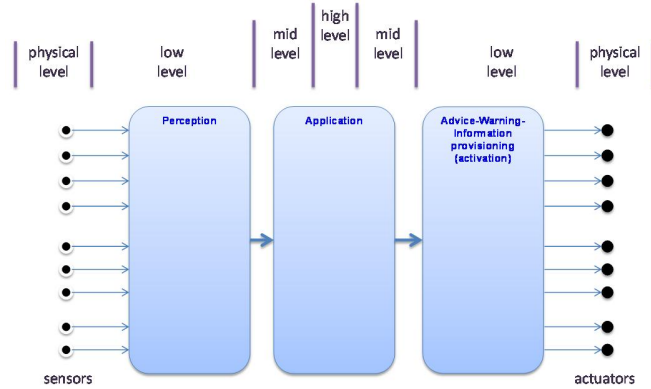 high
level
mid
level
mid
level
physical
level
low
level
low
level
physical
level
Perception
Application
Advice-Warning-
Information
provisioning
(activation)
sensors
actuators